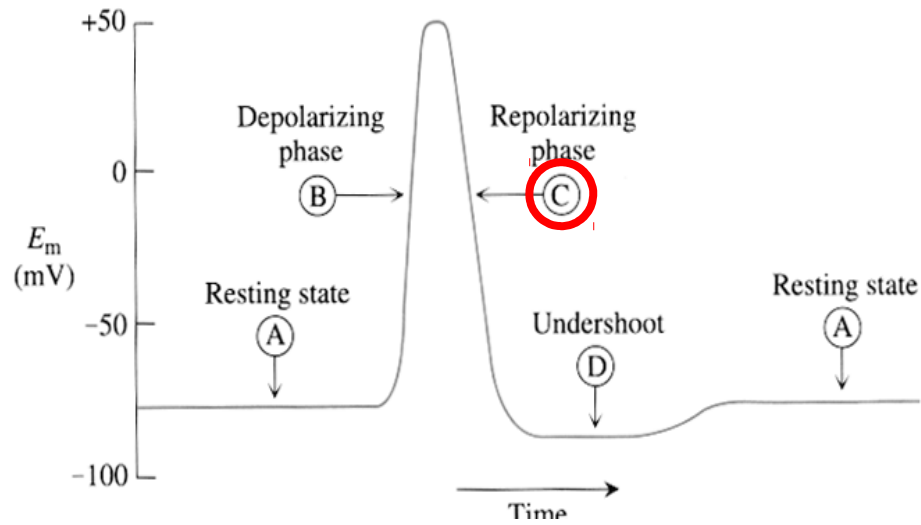 +50
Depolarizing
phase
B
Repolarizing
phase
C
0
Em
(mV)
Resting state
A
−50
Undershoot
D
Resting state
A
−100
Time